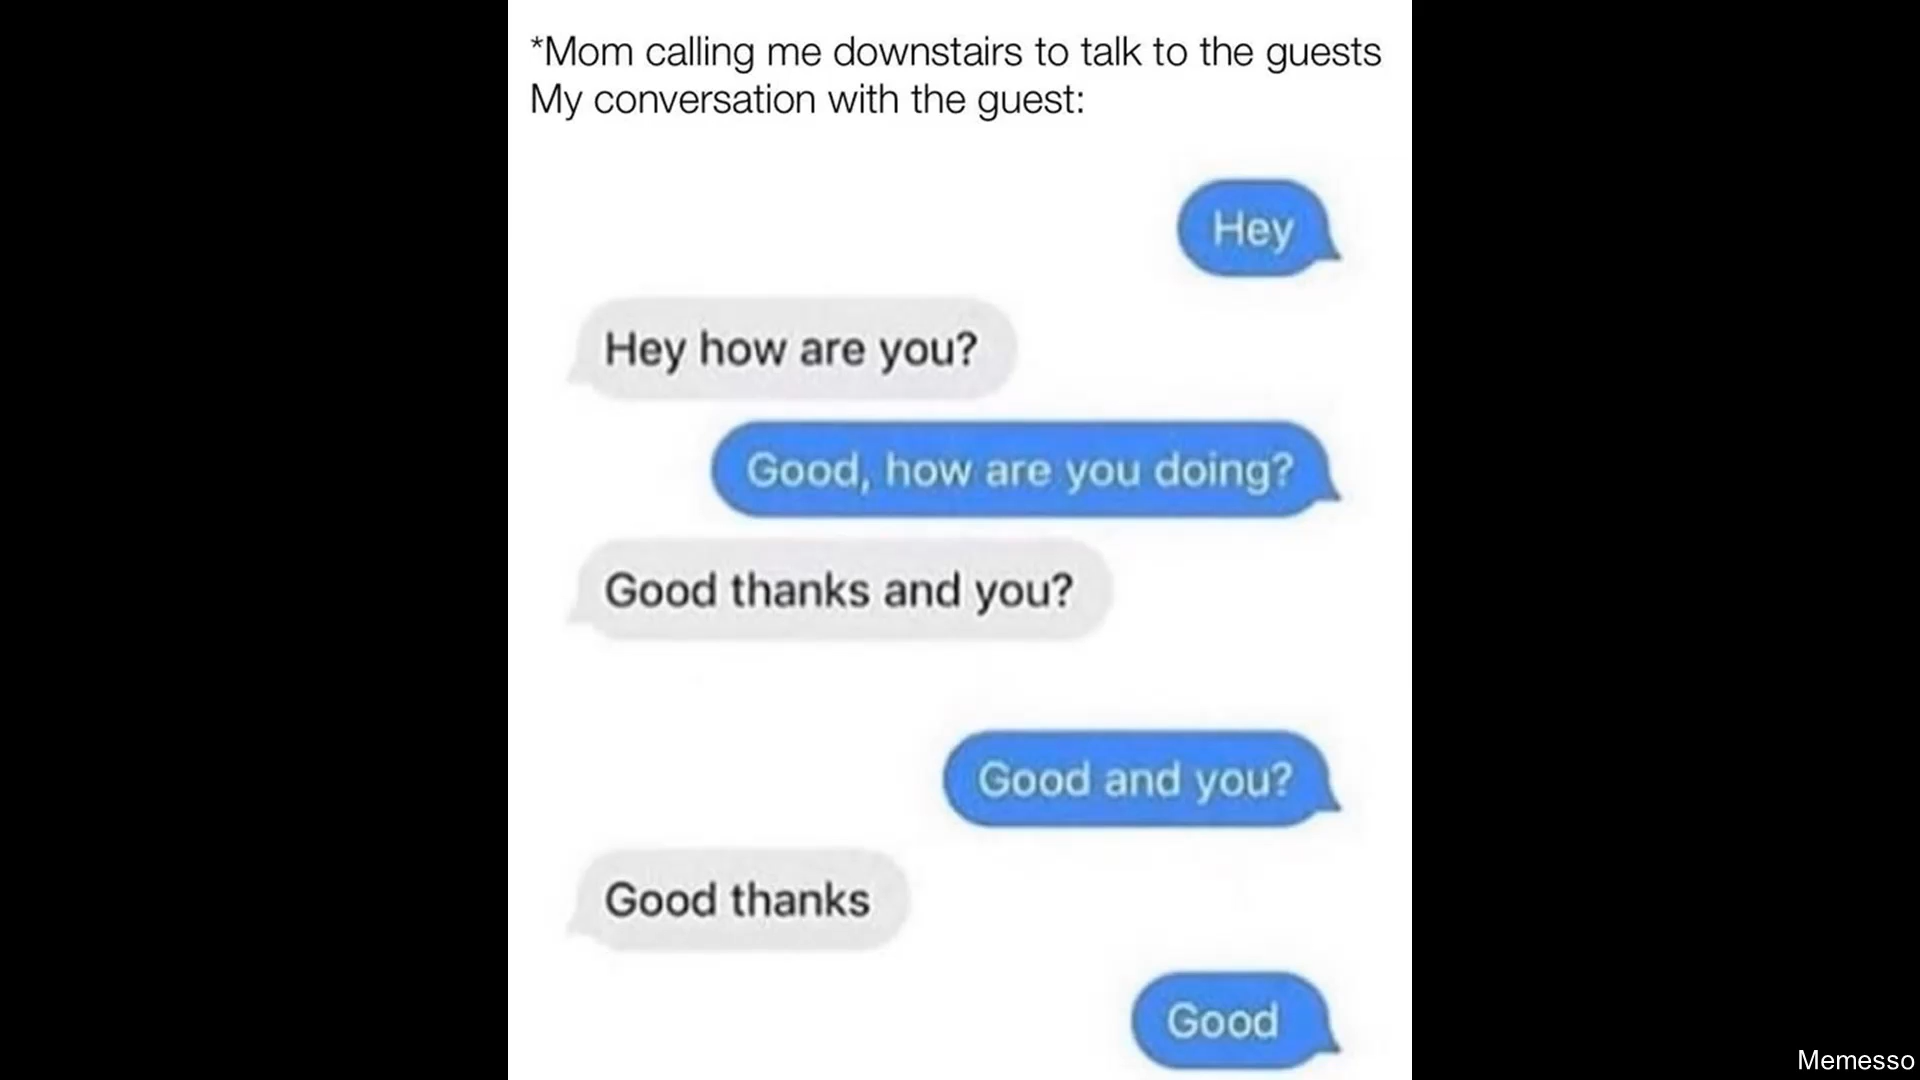 *Mom calling me downstairs to talk to the guests
My conversation with the guest:
Hey
Hey how are you?
Good, how are you doing?
Good thanks and you?
Good and you?
Good thanks
Good
Memesso